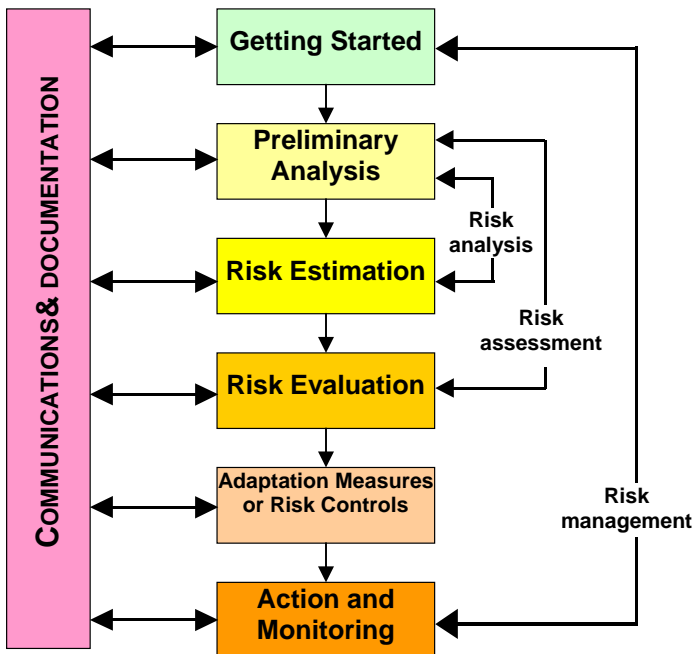 COMMUNICATIONS& DOCUMENTATION
Getting Started
Preliminary
Analysis
Risk
analysis
Risk Estimation
Risk
assessment
Risk Evaluation
Adaptation Measures
or Risk Controls
Risk
management
Action and
Monitoring